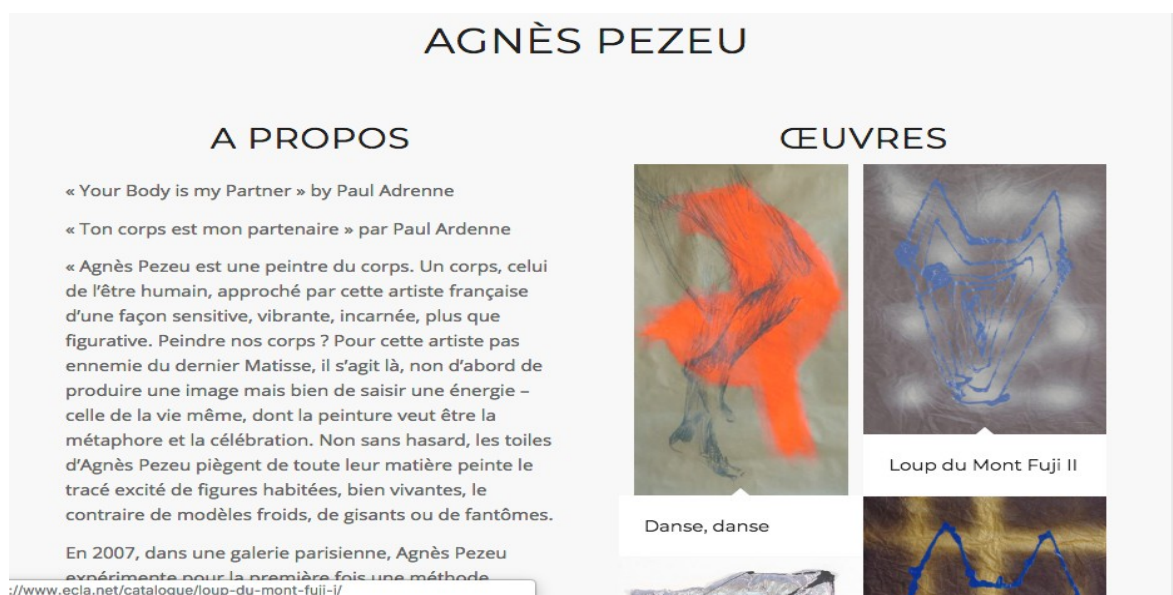 AGNÈS PEZEU
A PROPOS
« Your Body is my Partner » by Paul Adrenne
« Ton corps est mon partenaire » par Paul Ardenne
« Agnès Pezeu est une peintre du corps. Un corps, celui
de l’être humain, approché par cette artiste française
d’une façon sensitive, vibrante, incarnée, plus que
figurative. Peindre nos corps ? Pour cette artiste pas
ennemie du dernier Matisse, il s’agit là, non d’abord de
produire une image mais bien de saisir une énergie –
celle de la vie même, dont la peinture veut être la
métaphore et la célébration. Non sans hasard, les toiles
d’Agnès Pezeu piègent de toute leur matière peinte le
tracé excité de figures habitées, bien vivantes, le
contraire de modèles froids, de gisants ou de fantômes.
En 2007, dans une galerie parisienne, Agnès Pezeu
expérimente pour la première fois une méthode
://www.ecla.net/catalogue/loup-du-mont-fuji-i/
ŒUVRES
Loup du Mont Fuji II
Danse, danse